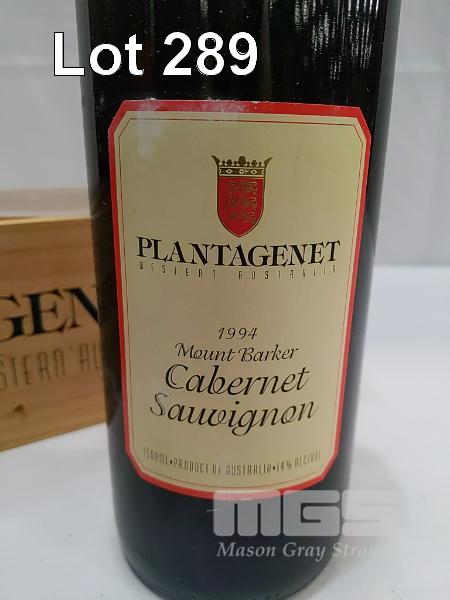 Lot 289
PLANTAGENET
WESTERN AUSTRALIA
1994
Mount Barker
Cabernet
Sauvignon
1500ML•PRODUCT OF AUSTRALIA•14% ALC/VOL
GEN
STERN AU
MGS
Mason Gray Strang